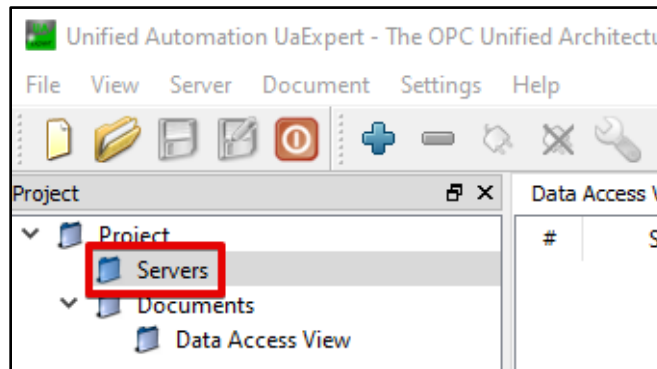 Unified Automation UaExpert - The OPC Unified
File View Server Document Settings Help
Project
Data Access
#
Project
Servers
Documents
Data Access View